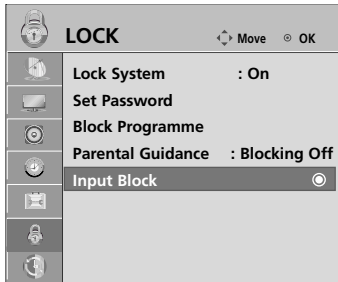 LOCK Move OK
Lock System : On
Set Password
Block Programme
Parental Guidance : Blocking Off
Input Block